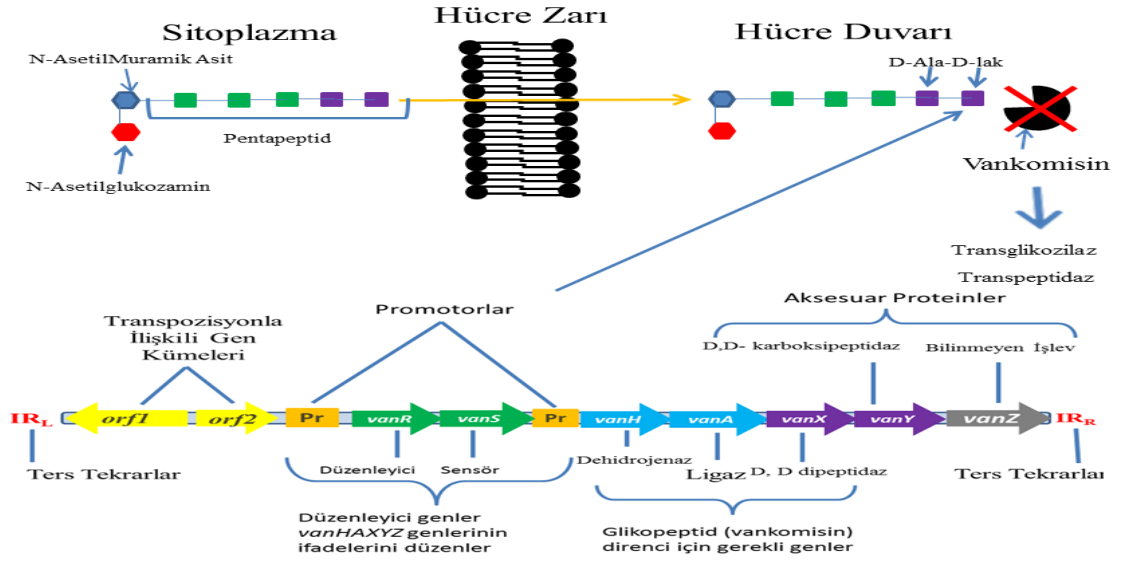 Sitoplazma
Hücre Zarı
Hücre Duvarı
N-AsetilMuramik Asit
D-Ala-D-lak
Pentapeptid
N-Asetilglukozamin
Vankomisin
Transglikozilaz
Transpeptidaz
Transpozisyonla
İlişkili Gen
Kümeleri
Promotorlar
Aksesuar Proteinler
D,D- karboksipeptidaz
Bilinmeyen İşlev
IRL
orf1
orf2
Pr
vanR
vanS
Pr
vanH
vanA
vanX
vanY
vanZ
IRR
Ters Tekrarlar
Düzenleyici
Sensör
Dehidrojenaz
Ligaz
D, D dipeptidaz
Ters Tekrarlaı
Düzenleyici genler
vanHAXYZ genlerinin
ifadelerini düzenler
Glikopeptid (vankomisin)
direnci için gerekli genler